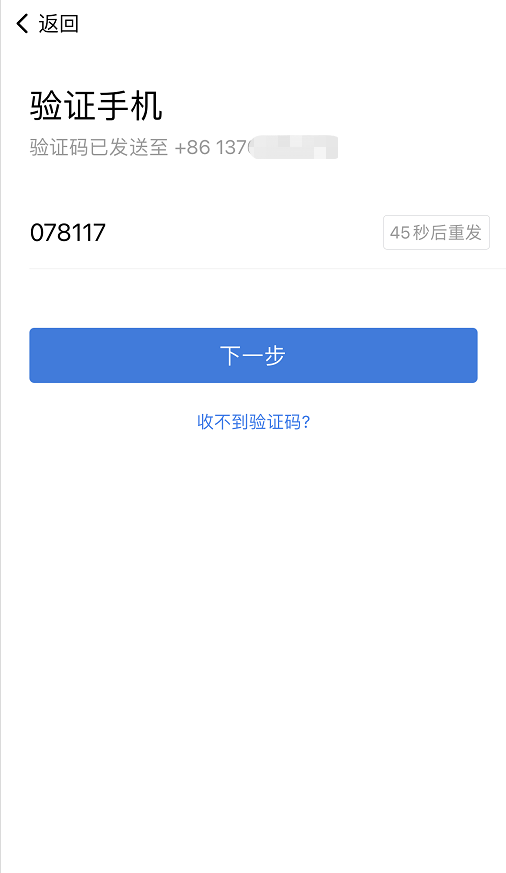 返回
验证手机
验证码已发送至 +86 137
078117
45秒后重发
下一步
收不到验证码?